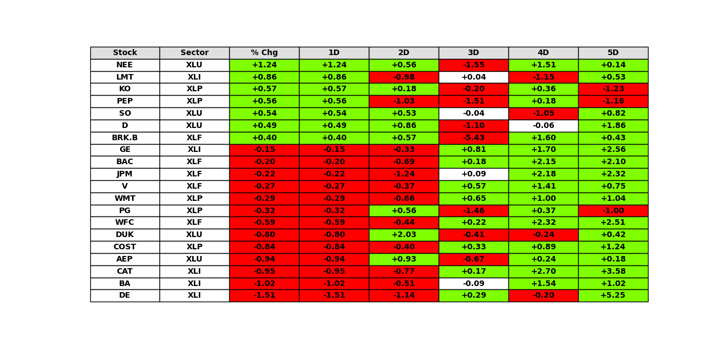 Stock Sector % Chg 1D 2D 3D 4D 5D
NEE XLU +1.24 +1.24 +0.56 -1.55 +1.51 +0.14
LMT XLI +0.86 +0.86 -0.98 +0.04 -1.15 +0.53
KO XLP +0.57 +0.57 +0.18 -0.20 +0.36 -1.23
PEP XLP +0.56 +0.56 -1.03 -1.51 +0.18 -1.16
SO XLU +0.54 +0.54 +0.53 -0.04 -1.05 +0.82
D XLU +0.49 +0.49 +0.86 -1.10 -0.06 +1.86
BRK.B XLF +0.40 +0.40 +0.57 -5.43 +1.60 +0.43
GE XLI -0.15 -0.15 -0.33 +0.81 +1.70 +2.56
BAC XLF -0.20 -0.20 -0.69 +0.18 +2.15 +2.10
JPM XLF -0.22 -0.22 -1.24 +0.09 +2.18 +2.32
V XLF -0.27 -0.27 -0.37 +0.57 +1.41 +0.75
WMT XLP -0.29 -0.29 -0.66 +0.65 +1.00 +1.04
PG XLP -0.32 -0.32 +0.56 -1.46 +0.37 -1.00
WFC XLF -0.59 -0.59 -0.44 +0.22 +2.32 +2.51
DUK XLU -0.80 -0.80 +2.03 -0.41 -0.24 +0.42
COST XLP -0.84 -0.84 -0.40 +0.33 +0.89 +1.24
AEP XLU -0.94 -0.94 +0.93 -0.67 +0.24 +0.18
CAT XLI -0.95 -0.95 -0.77 +0.17 +2.70 +3.58
BA XLI -1.02 -1.02 -0.51 -0.09 +1.54 +1.02
DE XLI -1.51 -1.51 -1.14 +0.29 -0.20 +5.25